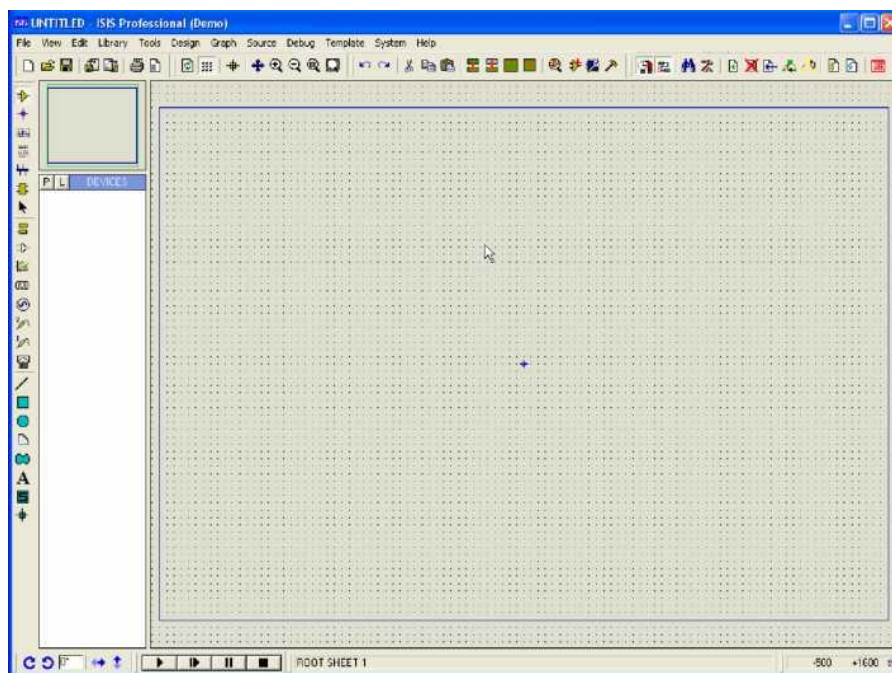 UNTITLED - ISIS Professional (Demo)
File View Edit Library Tools Design Graph Source Debug Template System Help
P L DEVICES
A
ROOT SHEET 1
-500 +1600